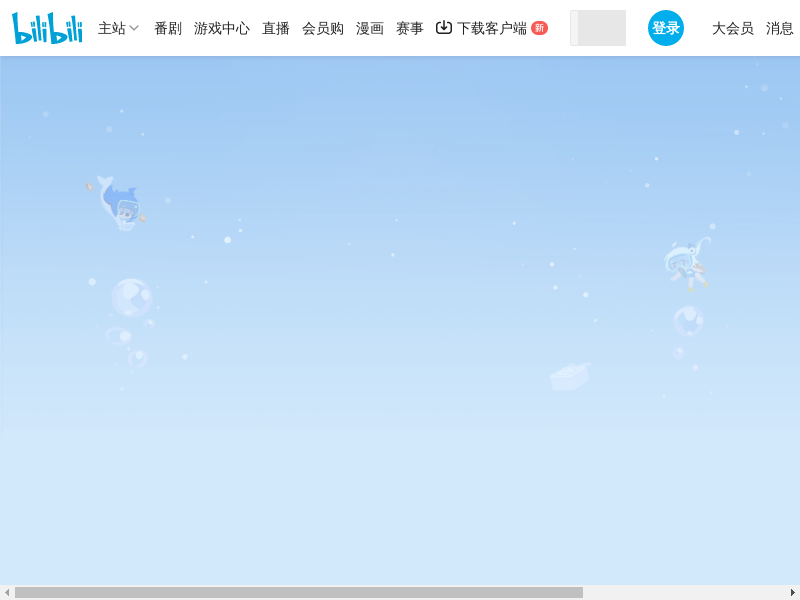 bilibili 主站 番剧 游戏中心 直播 会员购 漫画 赛事 下载客户端 新 登录 大会员 消息